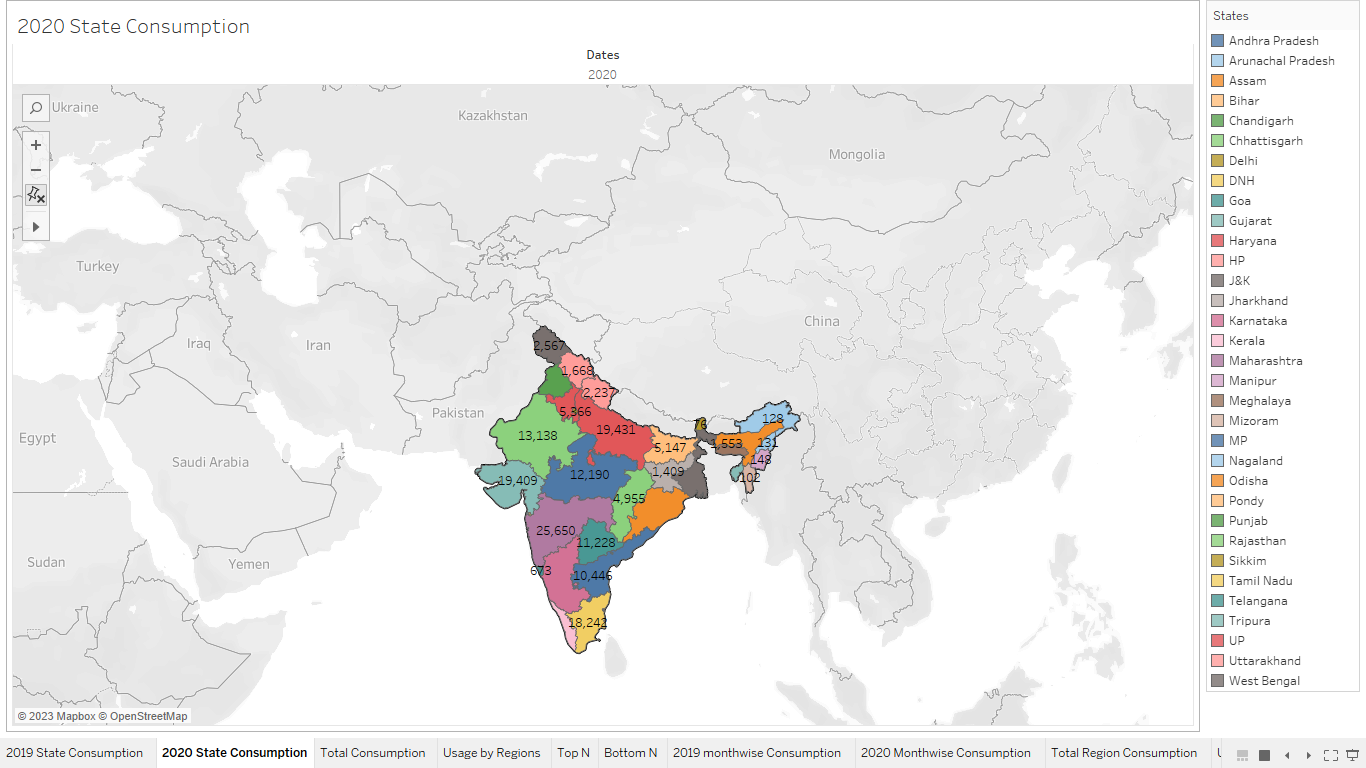 2020 State Consumption
Dates
2020
Ukraine
Kazakhstan
Mongolia
Turkey
China
Iraq
Iran
Pakistan
Egypt
Saudi Arabia
Sudan
Yemen
2,567
1,668
2,237
5,366
19,431
13,138
5,147
1,553
128
131
148
102
1,409
12,190
19,409
4,955
25,650
11,228
673
10,446
18,242
© 2023 Mapbox © OpenStreetMap
States
Andhra Pradesh
Arunachal Pradesh
Assam
Bihar
Chandigarh
Chhattisgarh
Delhi
DNH
Goa
Gujarat
Haryana
HP
J&K
Jharkhand
Karnataka
Kerala
Maharashtra
Manipur
Meghalaya
Mizoram
MP
Nagaland
Odisha
Pondy
Punjab
Rajasthan
Sikkim
Tamil Nadu
Telangana
Tripura
UP
Uttarakhand
West Bengal
2019 State Consumption 2020 State Consumption Total Consumption Usage by Regions Top N Bottom N 2019 monthwise Consumption 2020 Monthwise Consumption Total Region Consumption